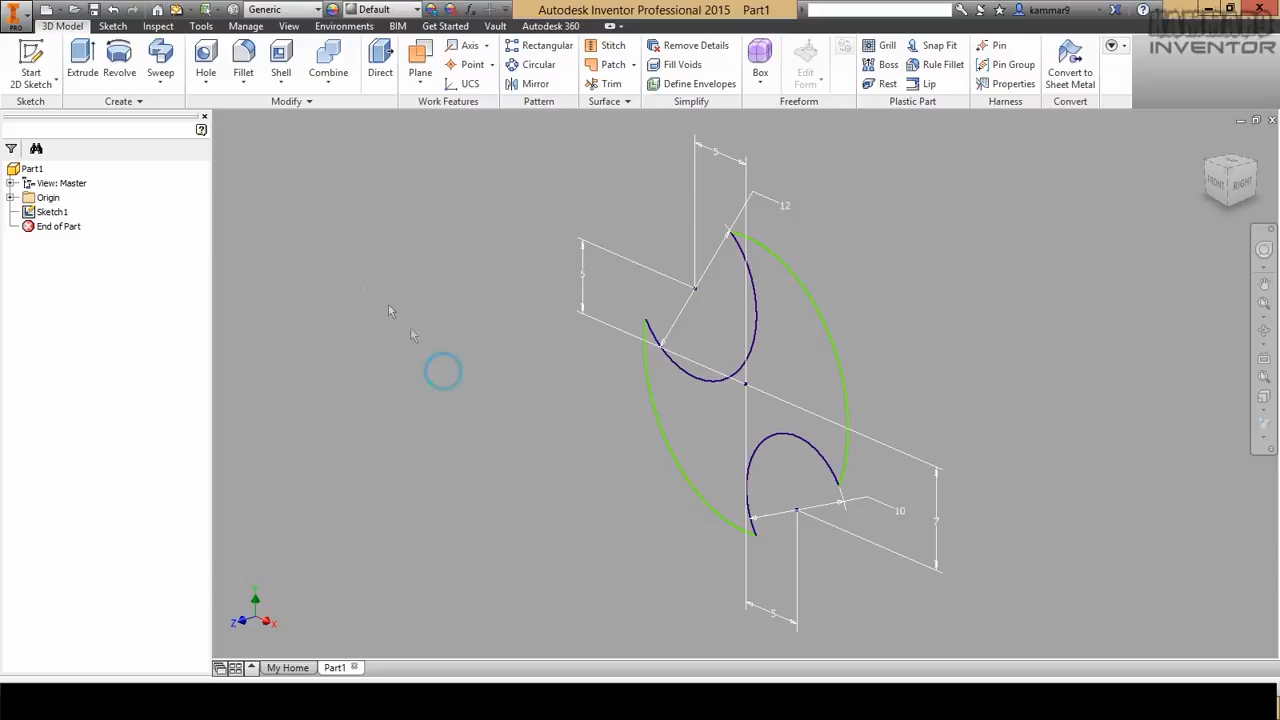 Generic
Default
Autodesk Inventor Professional 2015 Part1
kammar9
INVENTOR
PRO
3D Model Sketch Inspect Tools Manage View Environments BIM Get Started Vault Autodesk 360
Start
2D Sketch
Extrude Revolve Sweep
Hole Fillet Shell Combine Direct
Plane
Axis
Point
UCS
Rectangular
Circular
Mirror
Stitch
Patch
Trim
Remove Details
Fill Voids
Define Envelopes
Box
Edit
Form
Grill Snap Fit
Boss Rule Fillet
Rest Lip
Pin
Pin Group
Properties
Convert to
Sheet Metal
Sketch Create Modify Work Features Pattern Surface Simplify Freeform Plastic Part Harness Convert
Part1
View: Master
Origin
Sketch1
End of Part
5
12
5
10
7
5
FRONT RIGHT
Y
Z X
My Home Part1